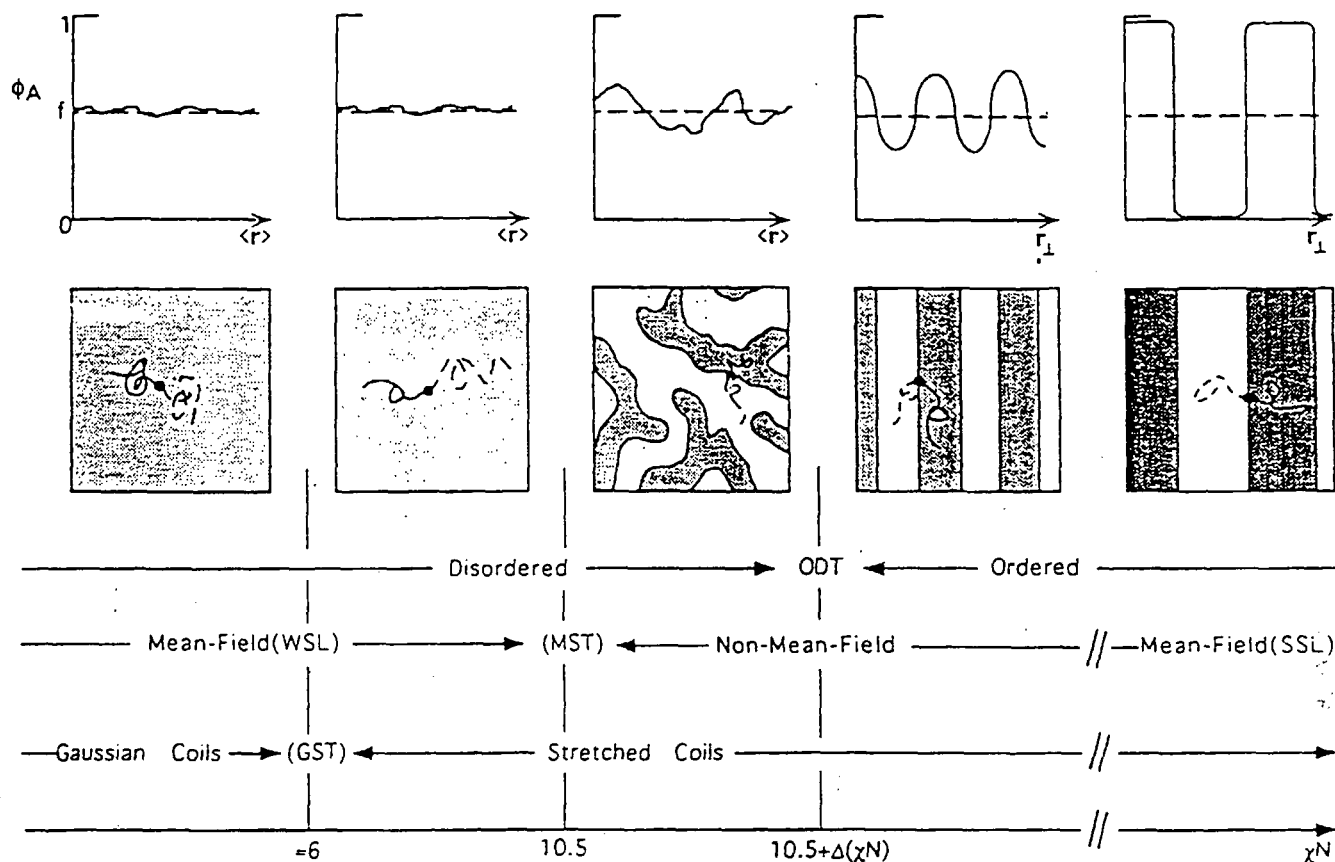 1
ϕA
f
0
<r> <r> <r> r⊥ r⊥
Disordered ODT Ordered
Mean-Field(WSL) (MST) Non-Mean-Field // Mean-Field(SSL)
Gaussian Coils (GST) Stretched Coils //
=6 10.5 10.5+Δ(χN) // χN